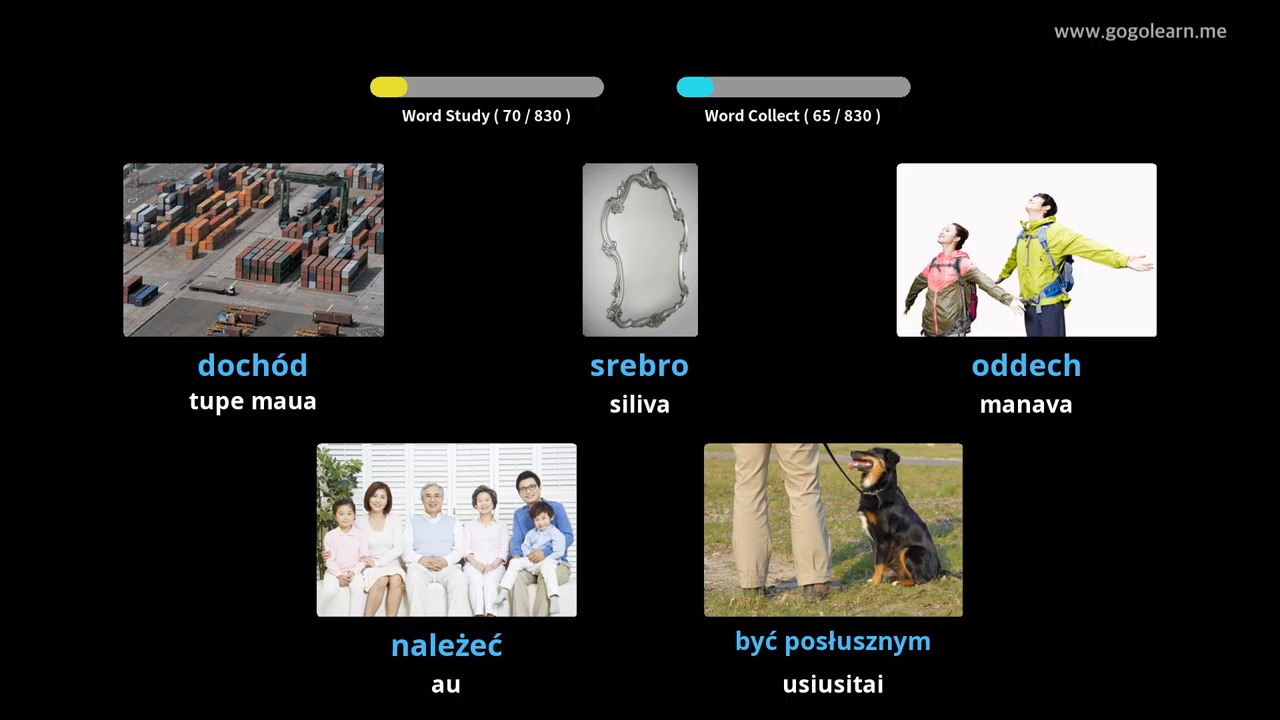 www.gogolearn.me
Word Study ( 70 / 830 )
Word Collect ( 65 / 830 )
dochód
tupe maua
srebro
siliva
oddech
manava
należeć
au
być posłusznym
usiusitai